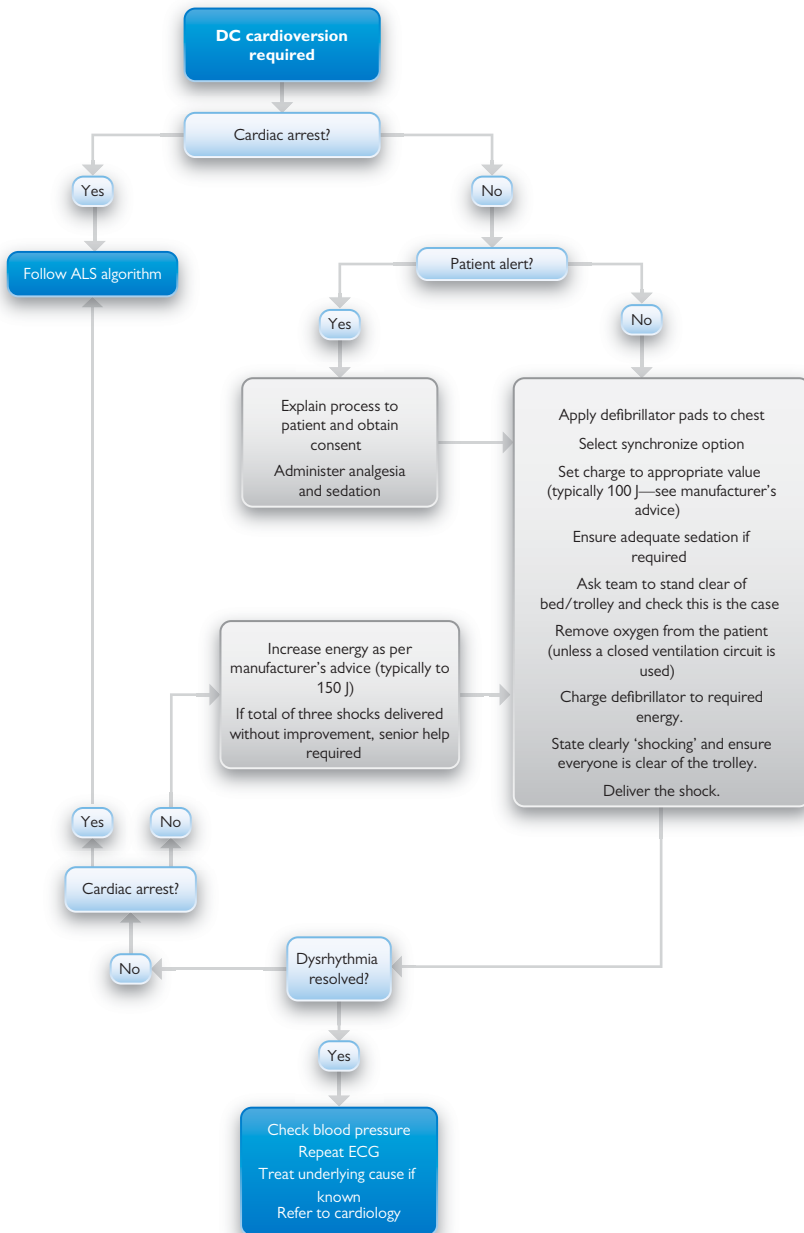 DC cardioversion
required
Cardiac arrest?
Yes
No
Follow ALS algorithm
Patient alert?
Yes
No
Explain process to
patient and obtain
consent
Administer analgesia
and sedation
Apply defibrillator pads to chest
Select synchronize option
Set charge to appropriate value
(typically 100 J—see manufacturer's
advice)
Ensure adequate sedation if
required
Ask team to stand clear of
bed/trolley and check this is the case
Remove oxygen from the patient
(unless a closed ventilation circuit is
used)
Charge defibrillator to required
energy.
State clearly 'shocking' and ensure
everyone is clear of the trolley.
Deliver the shock.
Increase energy as per
manufacturer's advice (typically to
150 J)
If total of three shocks delivered
without improvement, senior help
required
Yes
No
Cardiac arrest?
No
Dysrhythmia
resolved?
Yes
Check blood pressure
Repeat ECG
Treat underlying cause if
known
Refer to cardiology